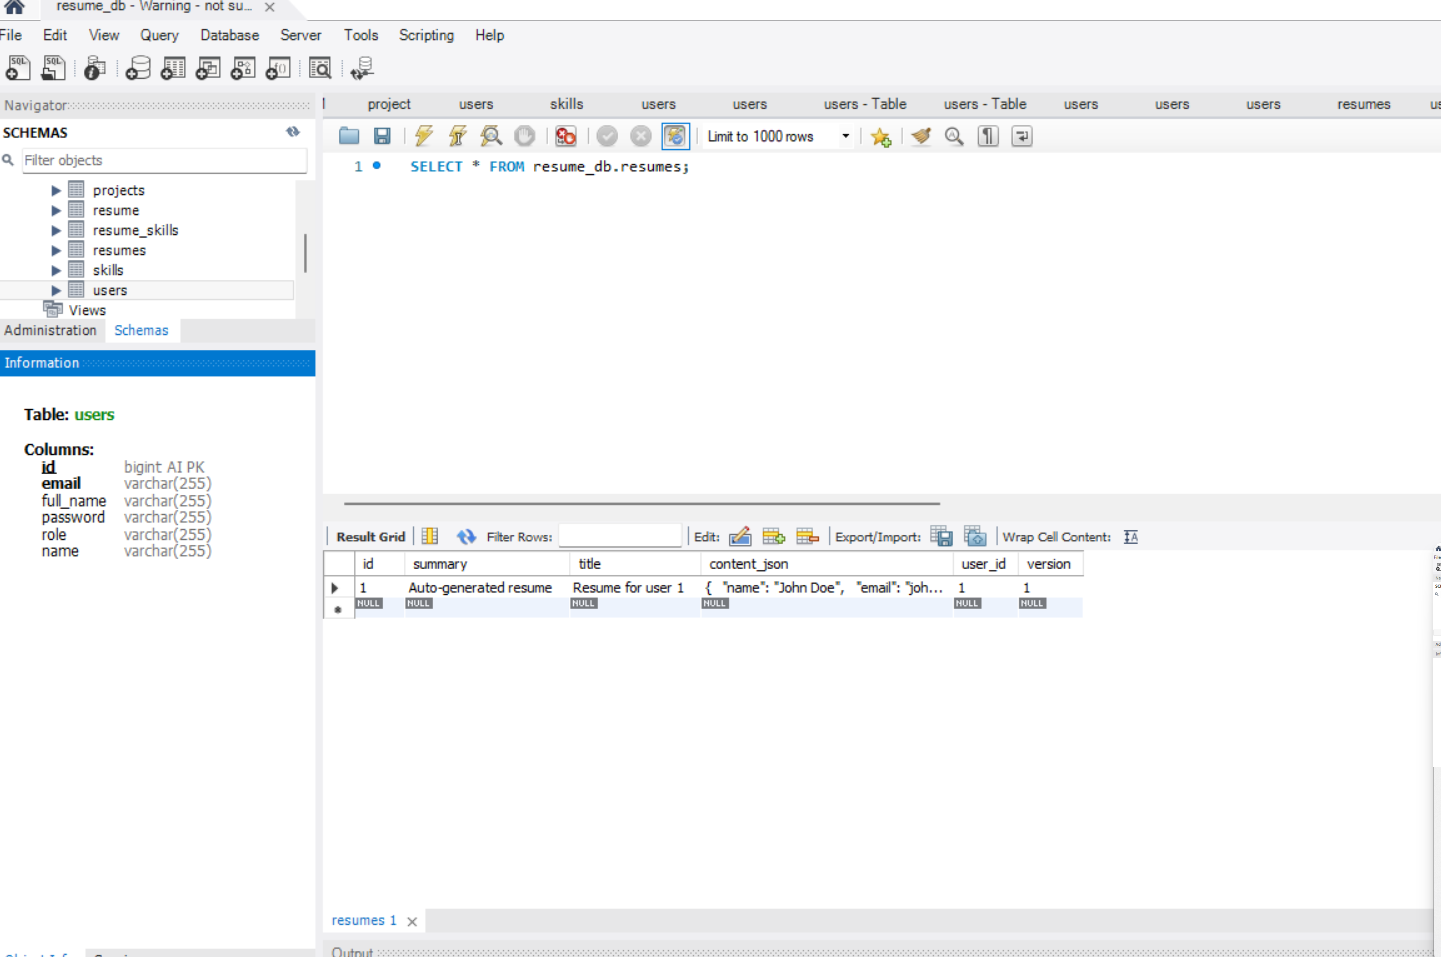 resume_db - Warning - not su...
File Edit View Query Database Server Tools Scripting Help
Navigator
project users skills users users users - Table users - Table users users users resumes us
SCHEMAS
Filter objects
Limit to 1000 rows
1 SELECT * FROM resume_db.resumes;
projects
resume
resume_skills
resumes
skills
users
Views
Administration Schemas
Information
Table: users
Columns:
id bigint AI PK
email varchar(255)
full_name varchar(255)
password varchar(255)
role varchar(255)
name varchar(255)
Result Grid Filter Rows: Edit: Export/Import: Wrap Cell Content:
id summary title content_json user_id version
1 Auto-generated resume Resume for user 1 { "name": "John Doe", "email": "joh... 1 1
NULL NULL NULL NULL NULL NULL
resumes 1
Output